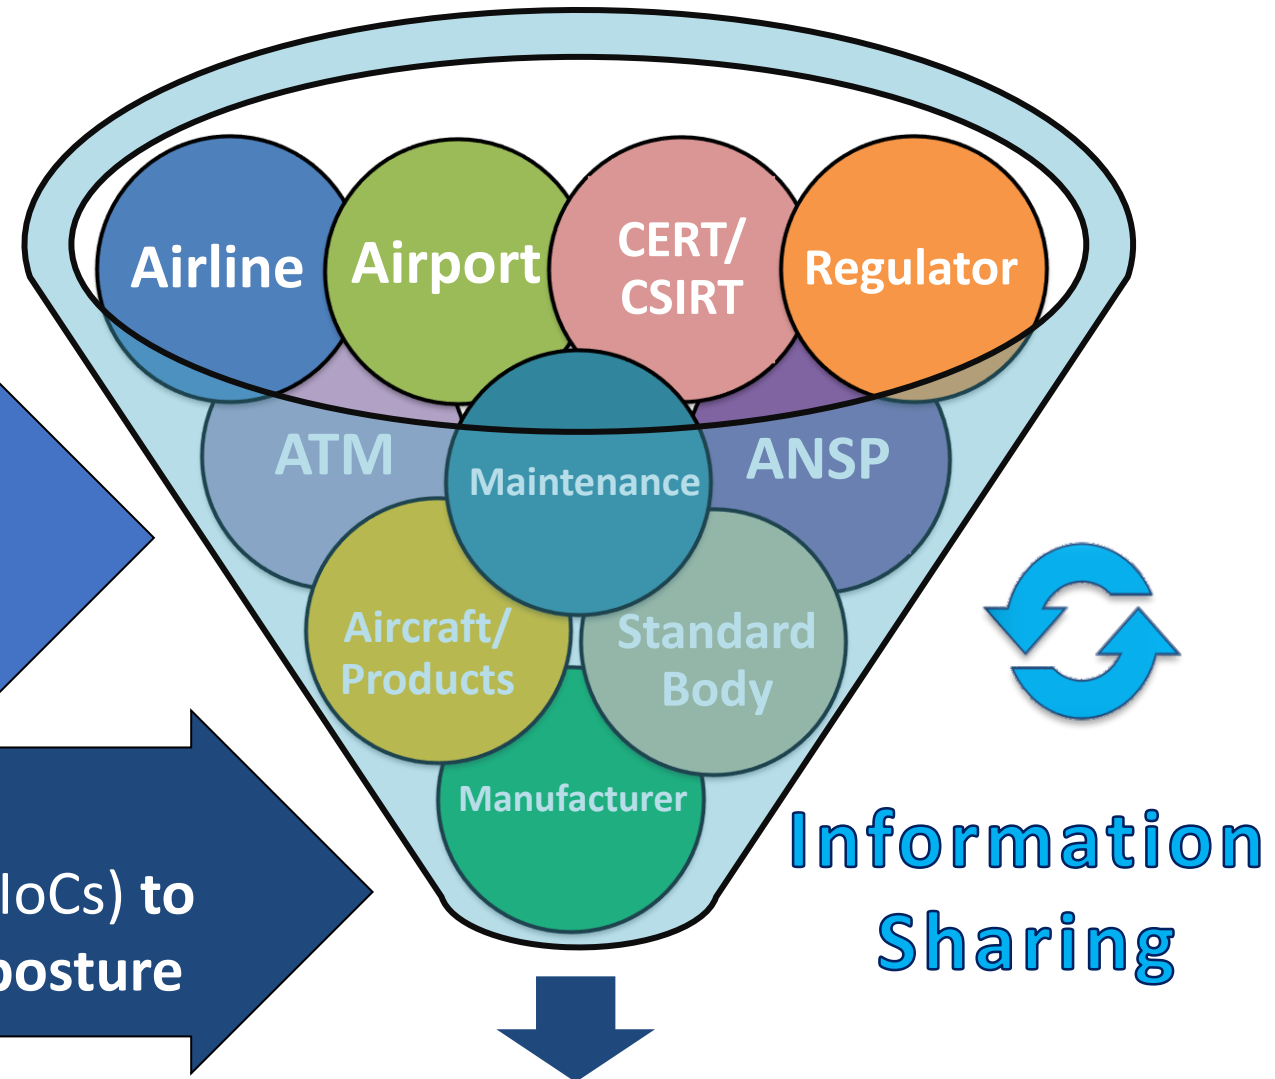 Airline
Airport
CERT/
CSIRT
Regulator
ATM
Maintenance
ANSP
Aircraft/
Products
Standard
Body
Manufacturer
IoCs) to
posture
Information
Sharing